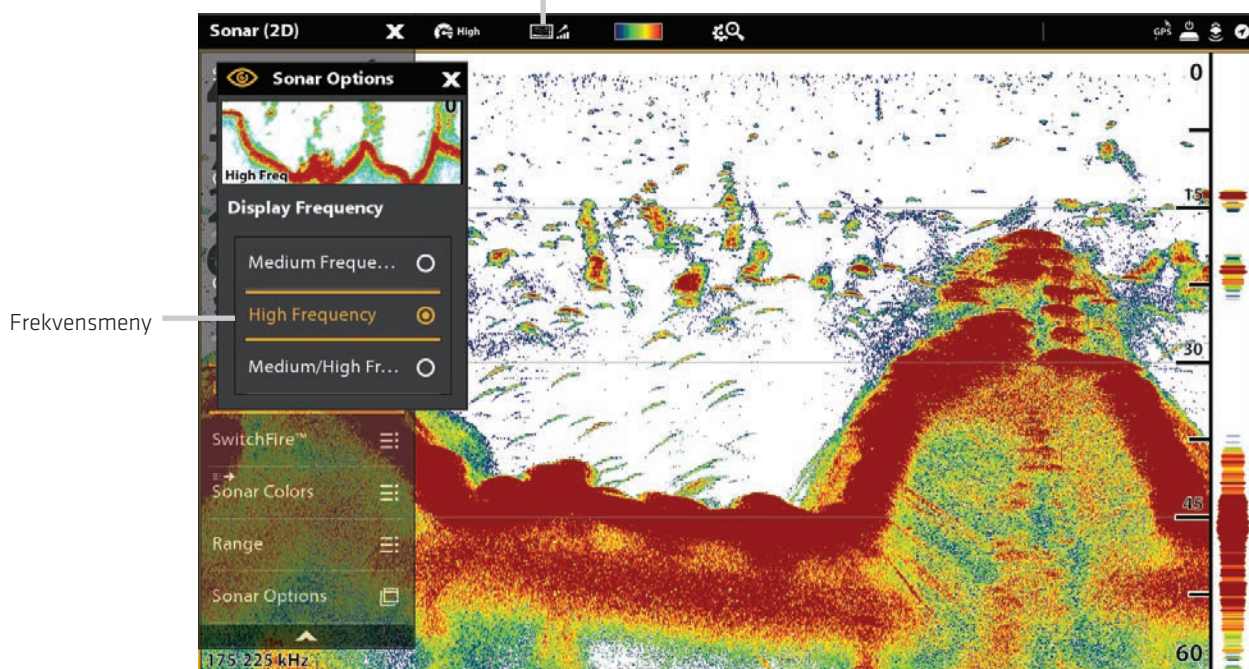 Sonar (2D)
High
GPS
Sonar Options
0
High Freq
Display Frequency
15
Medium Freque...
High Frequency
Frekvensmeny
30
Medium/High Fr...
SwitchFire™
Sonar Colors
45
Range
Sonar Options
175 225 kHz
60